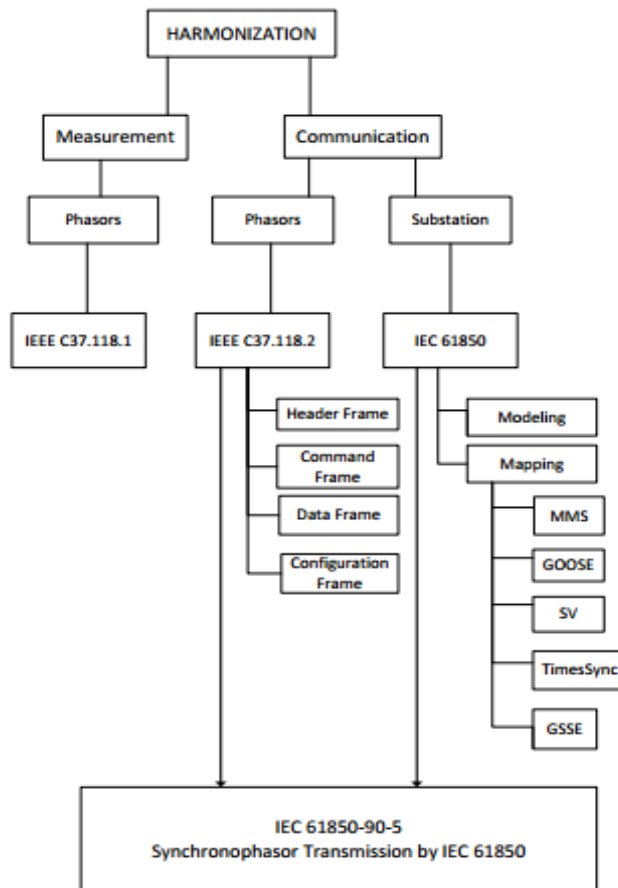 HARMONIZATION
Measurement
Communication
Phasors
Phasors
Substation
IEEE C37.118.1
IEEE C37.118.2
IEC 61850
Header Frame
Command
Frame
Data Frame
Configuration
Frame
Modeling
Mapping
MMS
GOOSE
SV
TimesSync
GSSE
IEC 61850-90-5
Synchronophasor Transmission by IEC 61850